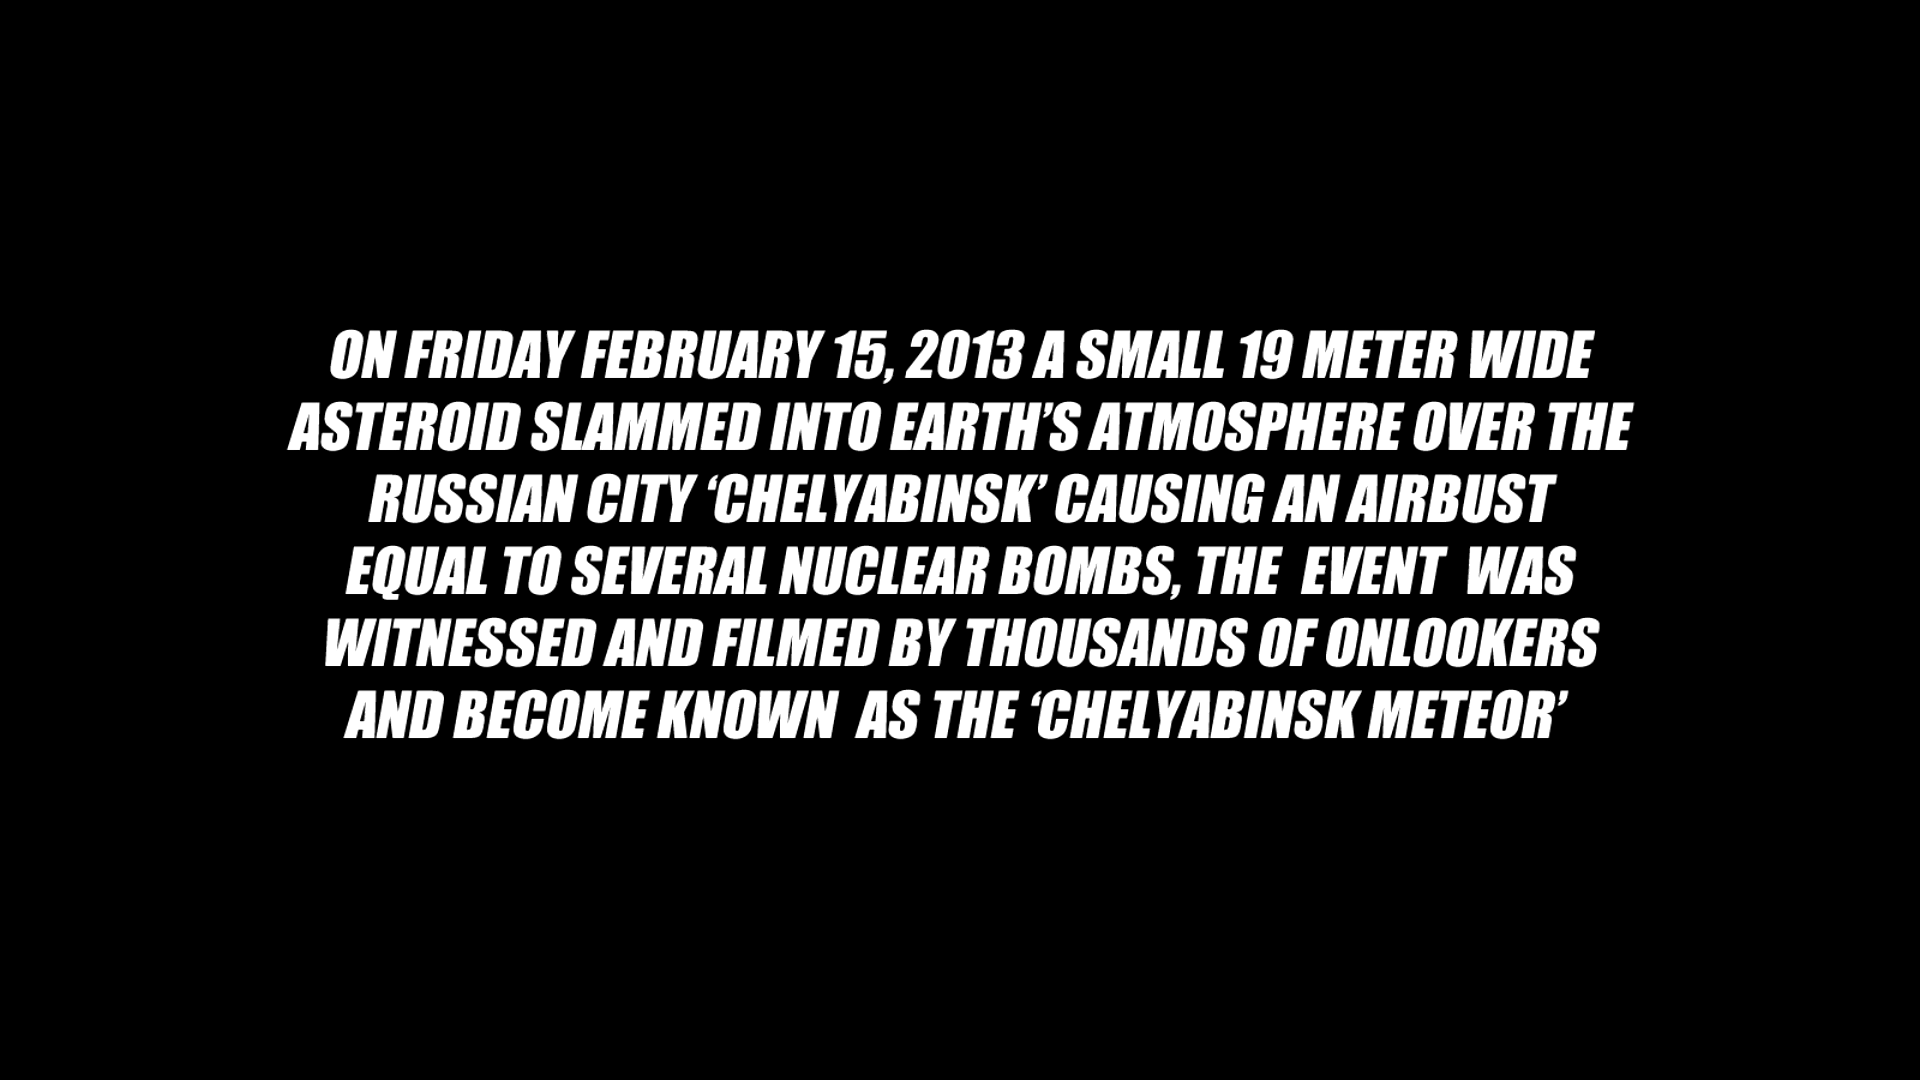 ON FRIDAY FEBRUARY 15, 2013 A SMALL 19 METER WIDE
ASTEROID SLAMMED INTO EARTH’S ATMOSPHERE OVER THE
RUSSIAN CITY ‘CHELYABINSK’ CAUSING AN AIRBUST
EQUAL TO SEVERAL NUCLEAR BOMBS, THE  EVENT  WAS
WITNESSED AND FILMED BY THOUSANDS OF ONLOOKERS
AND BECOME KNOWN  AS THE ‘CHELYABINSK METEOR’